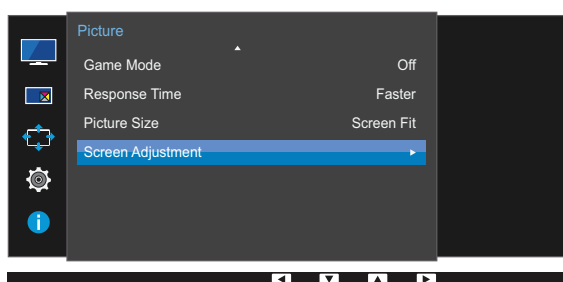 Picture
Game Mode Off
Response Time Faster
Picture Size Screen Fit
Screen Adjustment